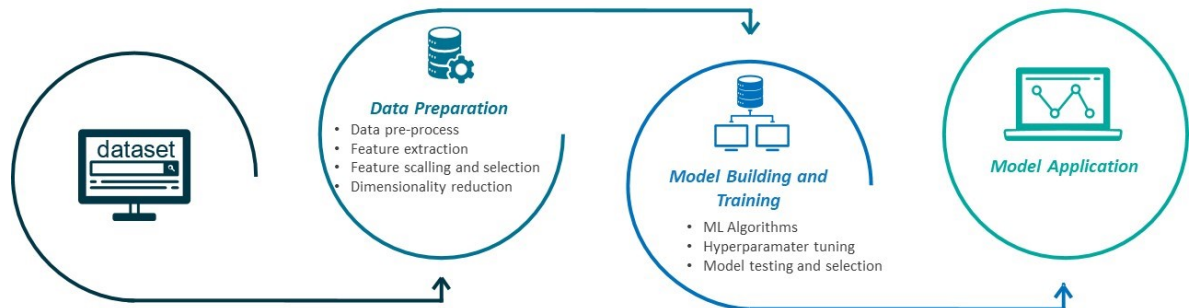 dataset
Data Preparation
• Data pre-process
• Feature extraction
• Feature scalling and selection
• Dimensionality reduction
Model Building and
Training
• ML Algorithms
• Hyperparamater tuning
• Model testing and selection
Model Application